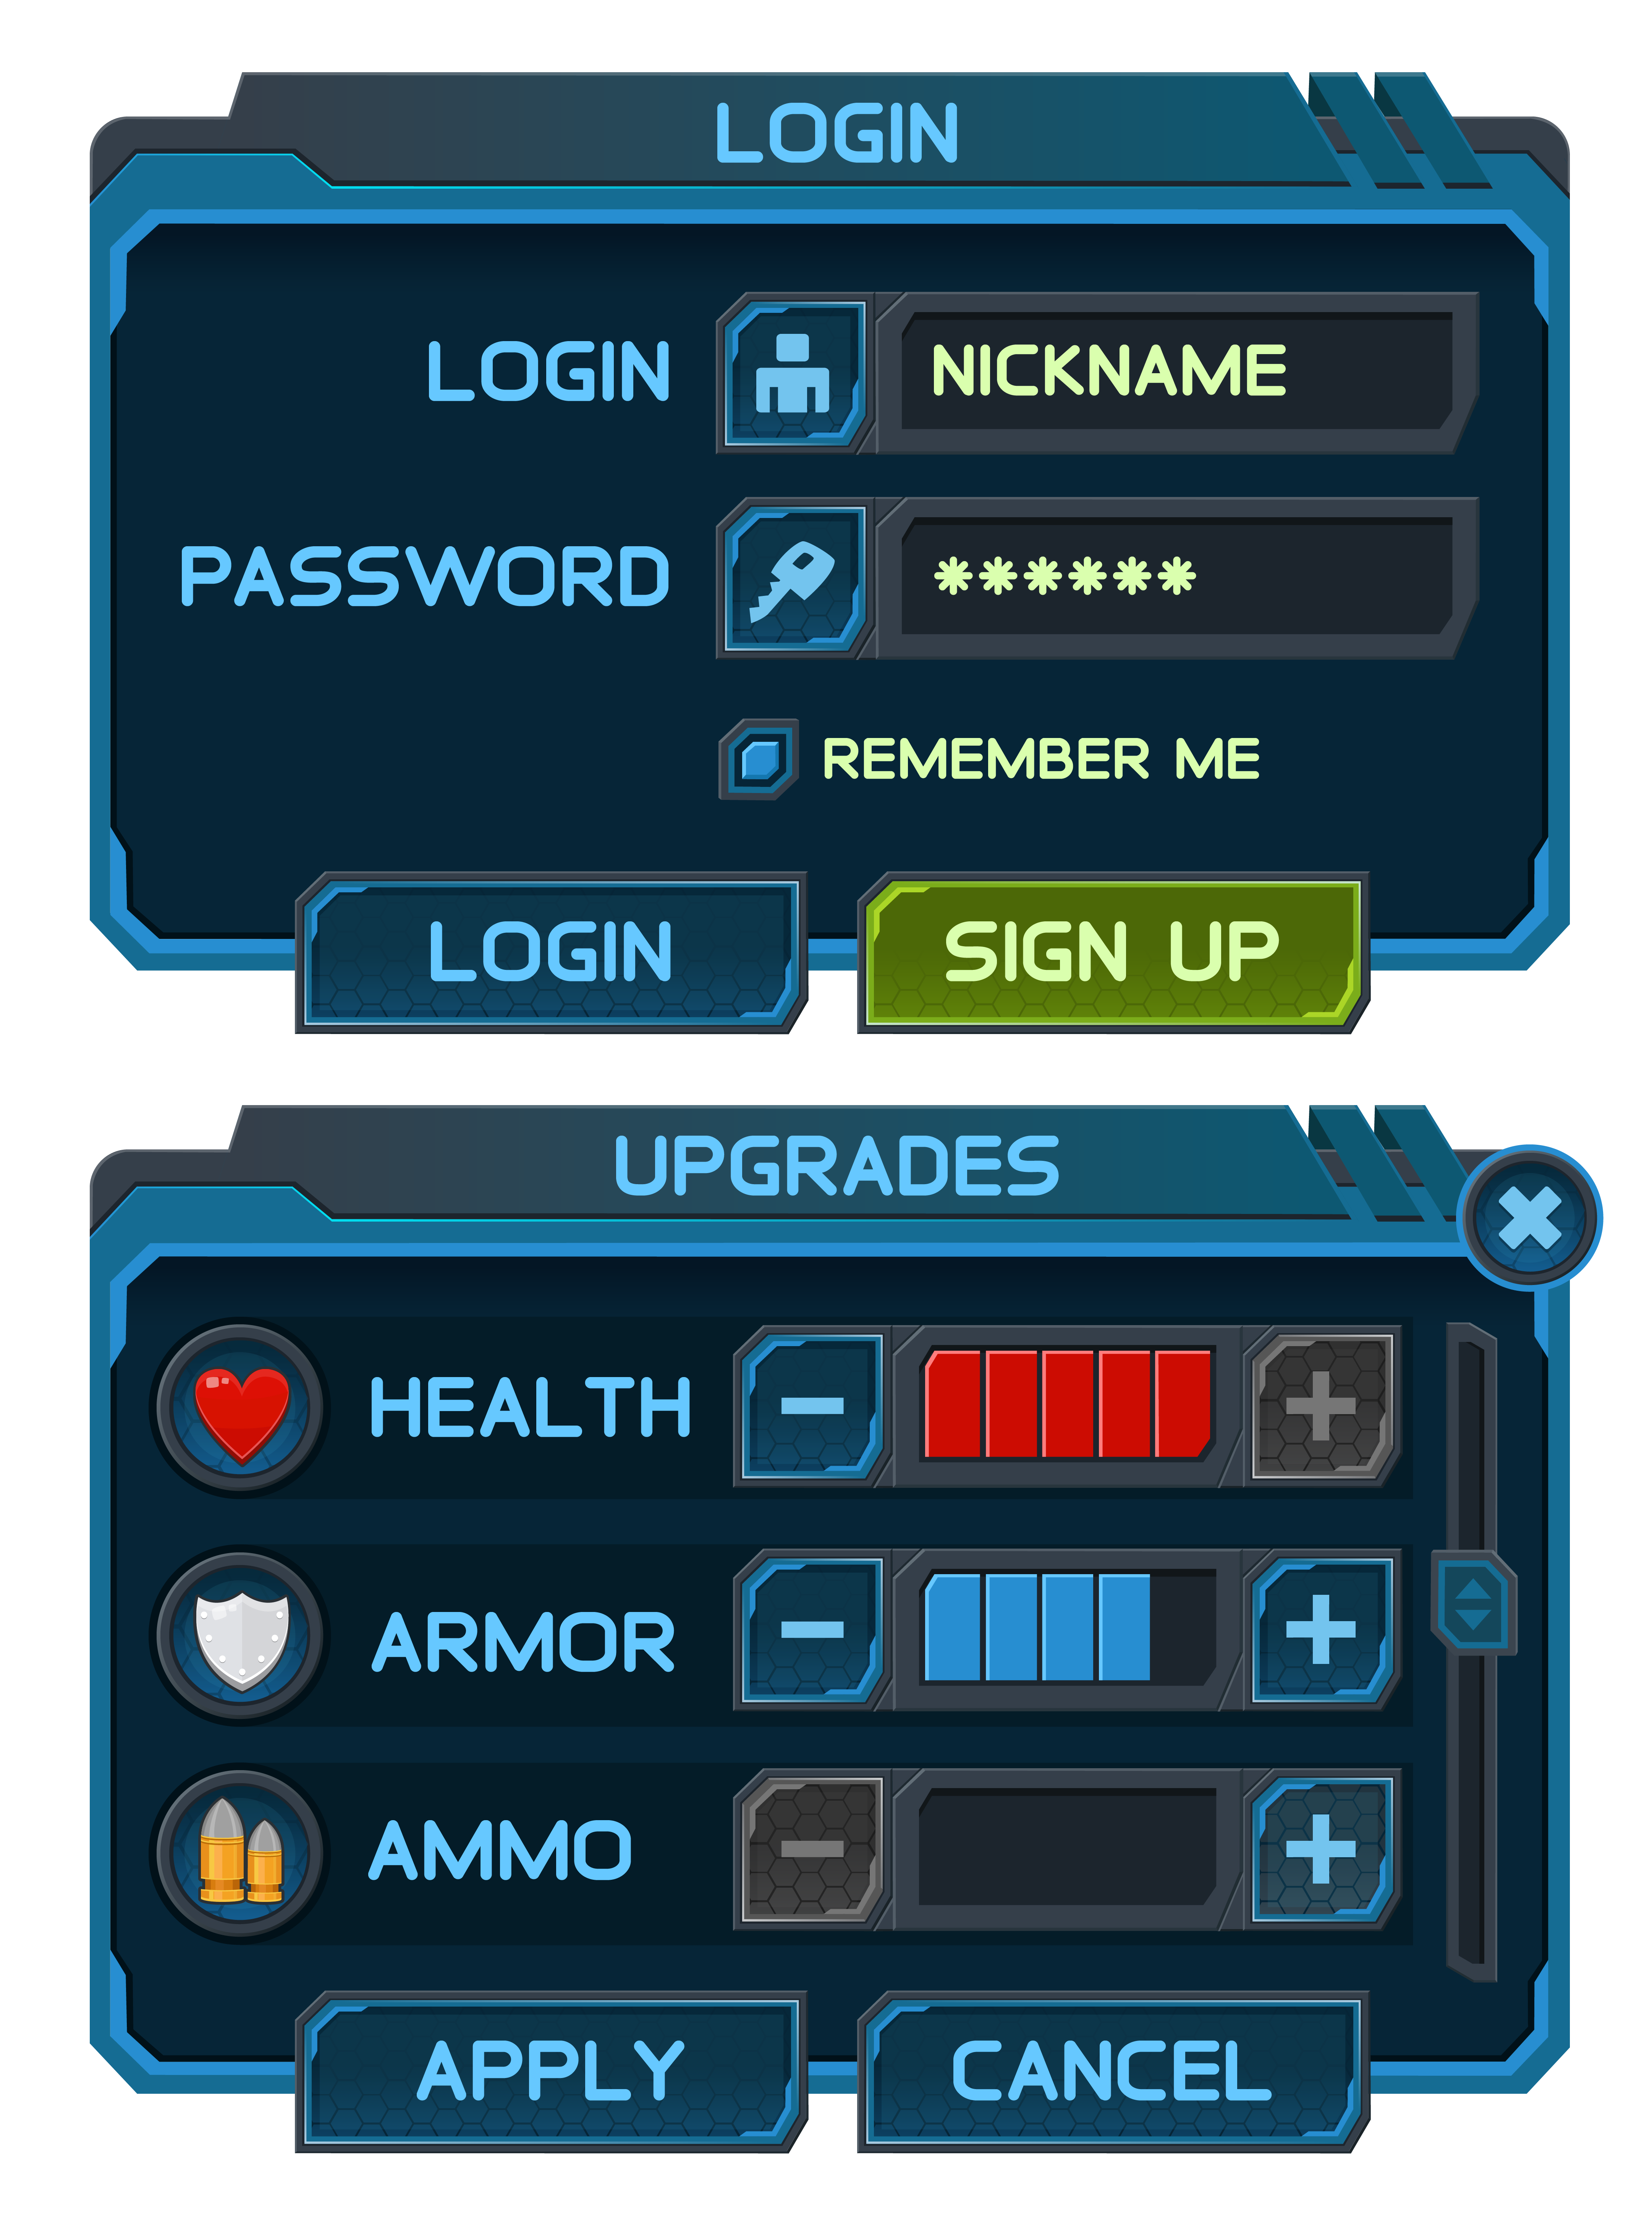 LOGIN
LOGIN NICKNAME
PASSWORD ******
REMEMBER ME
LOGIN SIGN UP
UPGRADES
HEALTH
ARMOR
AMMO
APPLY CANCEL